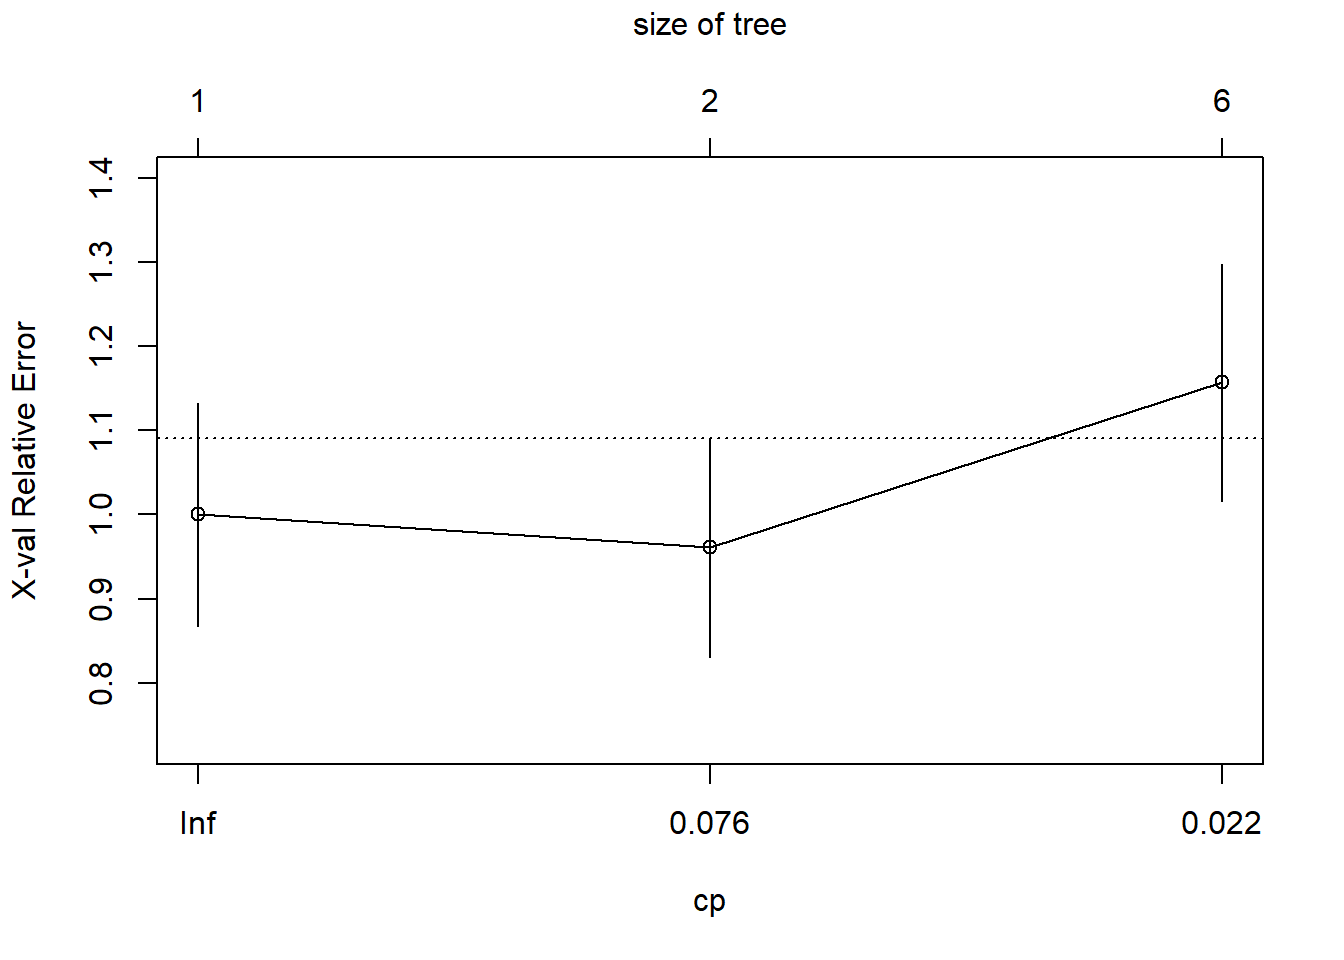 size of tree
1 2 6
1.4
1.3
1.2
1.1
1.0
0.9
0.8
X-val Relative Error
Inf 0.076 0.022
cp